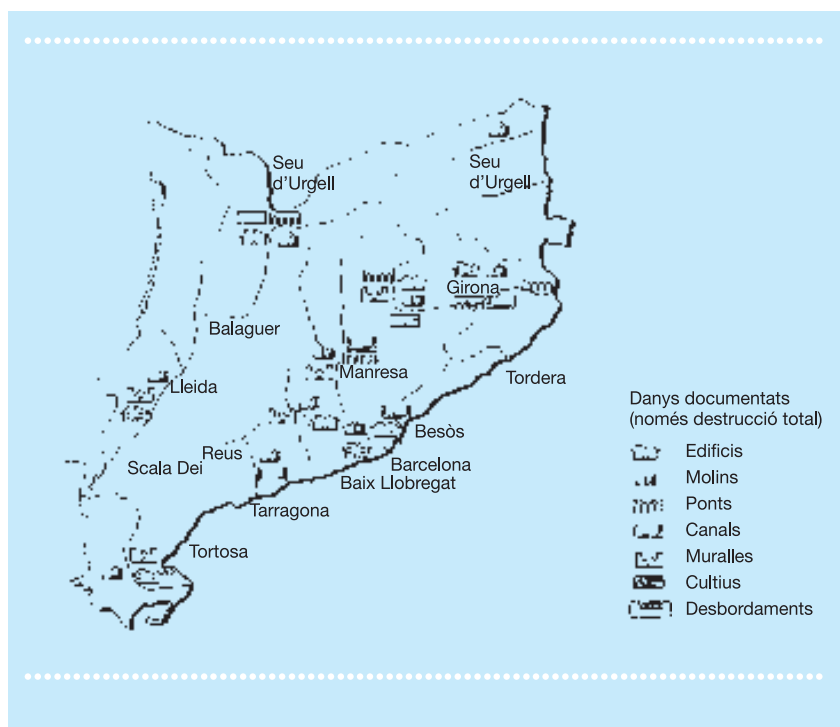 Seu
d'Urgell
Seu
d'Urgell
Girona
Balaguer
Lleida
Manresa
Tordera
Besòs
Reus
Scala Dei
Barcelona
Baix Llobregat
Tarragona
Tortosa
Danys documentats
(només destrucció total)
Edificis
Molins
Ponts
Canals
Muralles
Cultius
Desbordaments